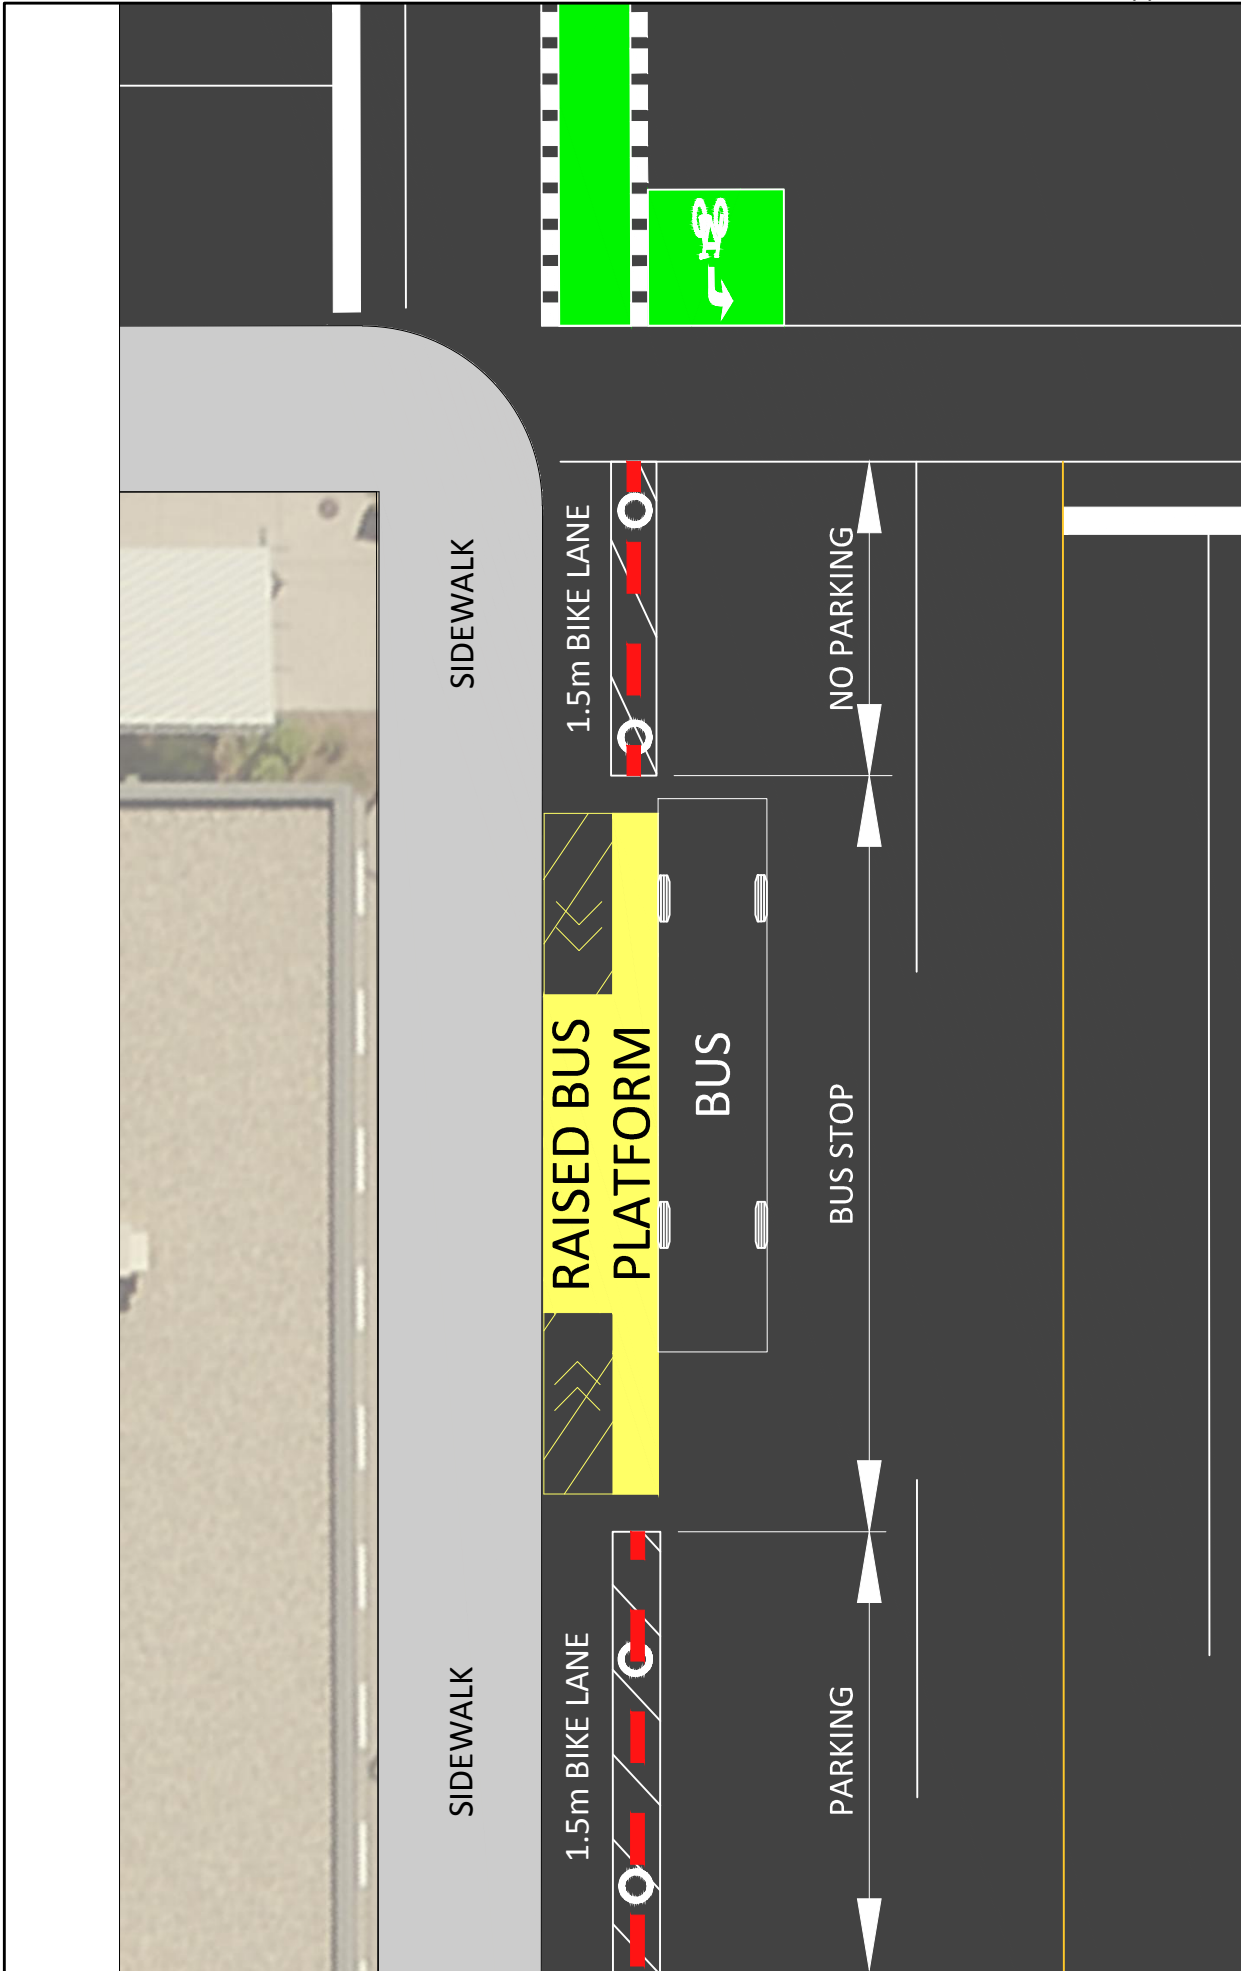 SIDEWALK
1.5m BIKE LANE
NO PARKING
RAISED BUS
PLATFORM
BUS
BUS STOP
SIDEWALK
1.5m BIKE LANE
PARKING